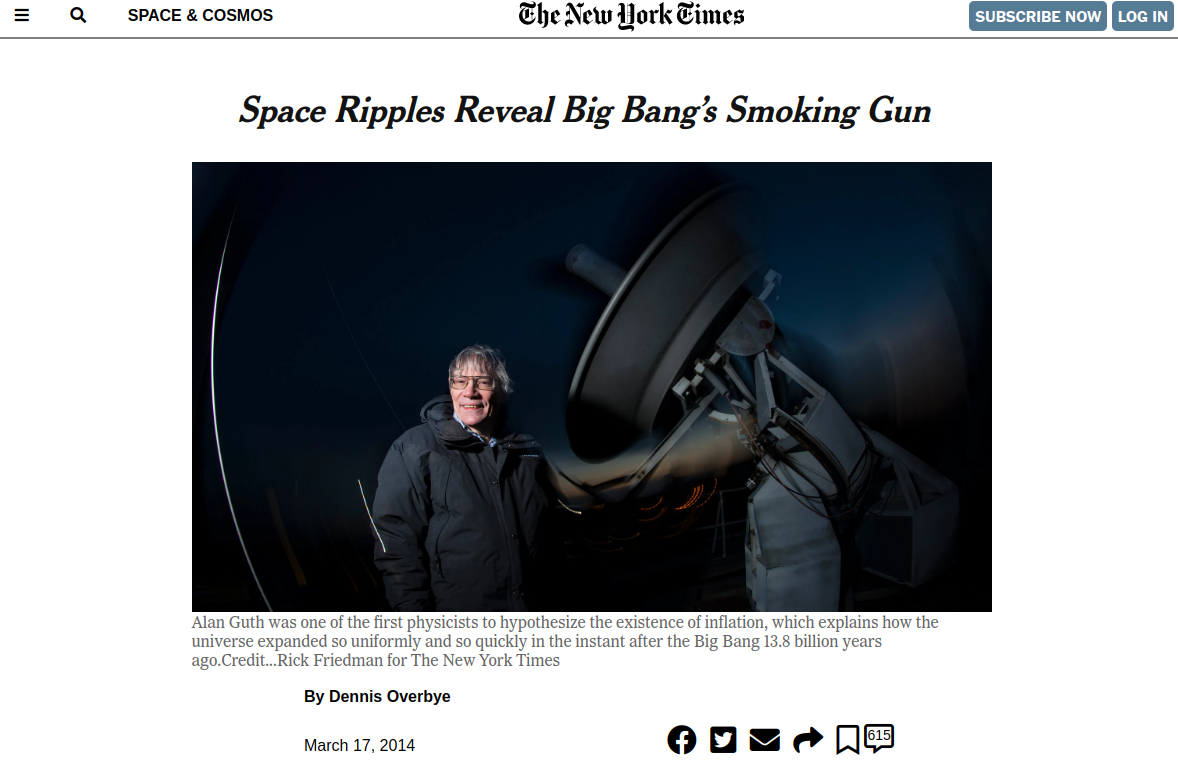 SPACE & COSMOS
The New York Times
SUBSCRIBE NOW
LOG IN
Space Ripples Reveal Big Bang's Smoking Gun
Alan Guth was one of the first physicists to hypothesize the existence of inflation, which explains how the
universe expanded so uniformly and so quickly in the instant after the Big Bang 13.8 billion years
ago.Credit...Rick Friedman for The New York Times
By Dennis Overbye
March 17, 2014
615